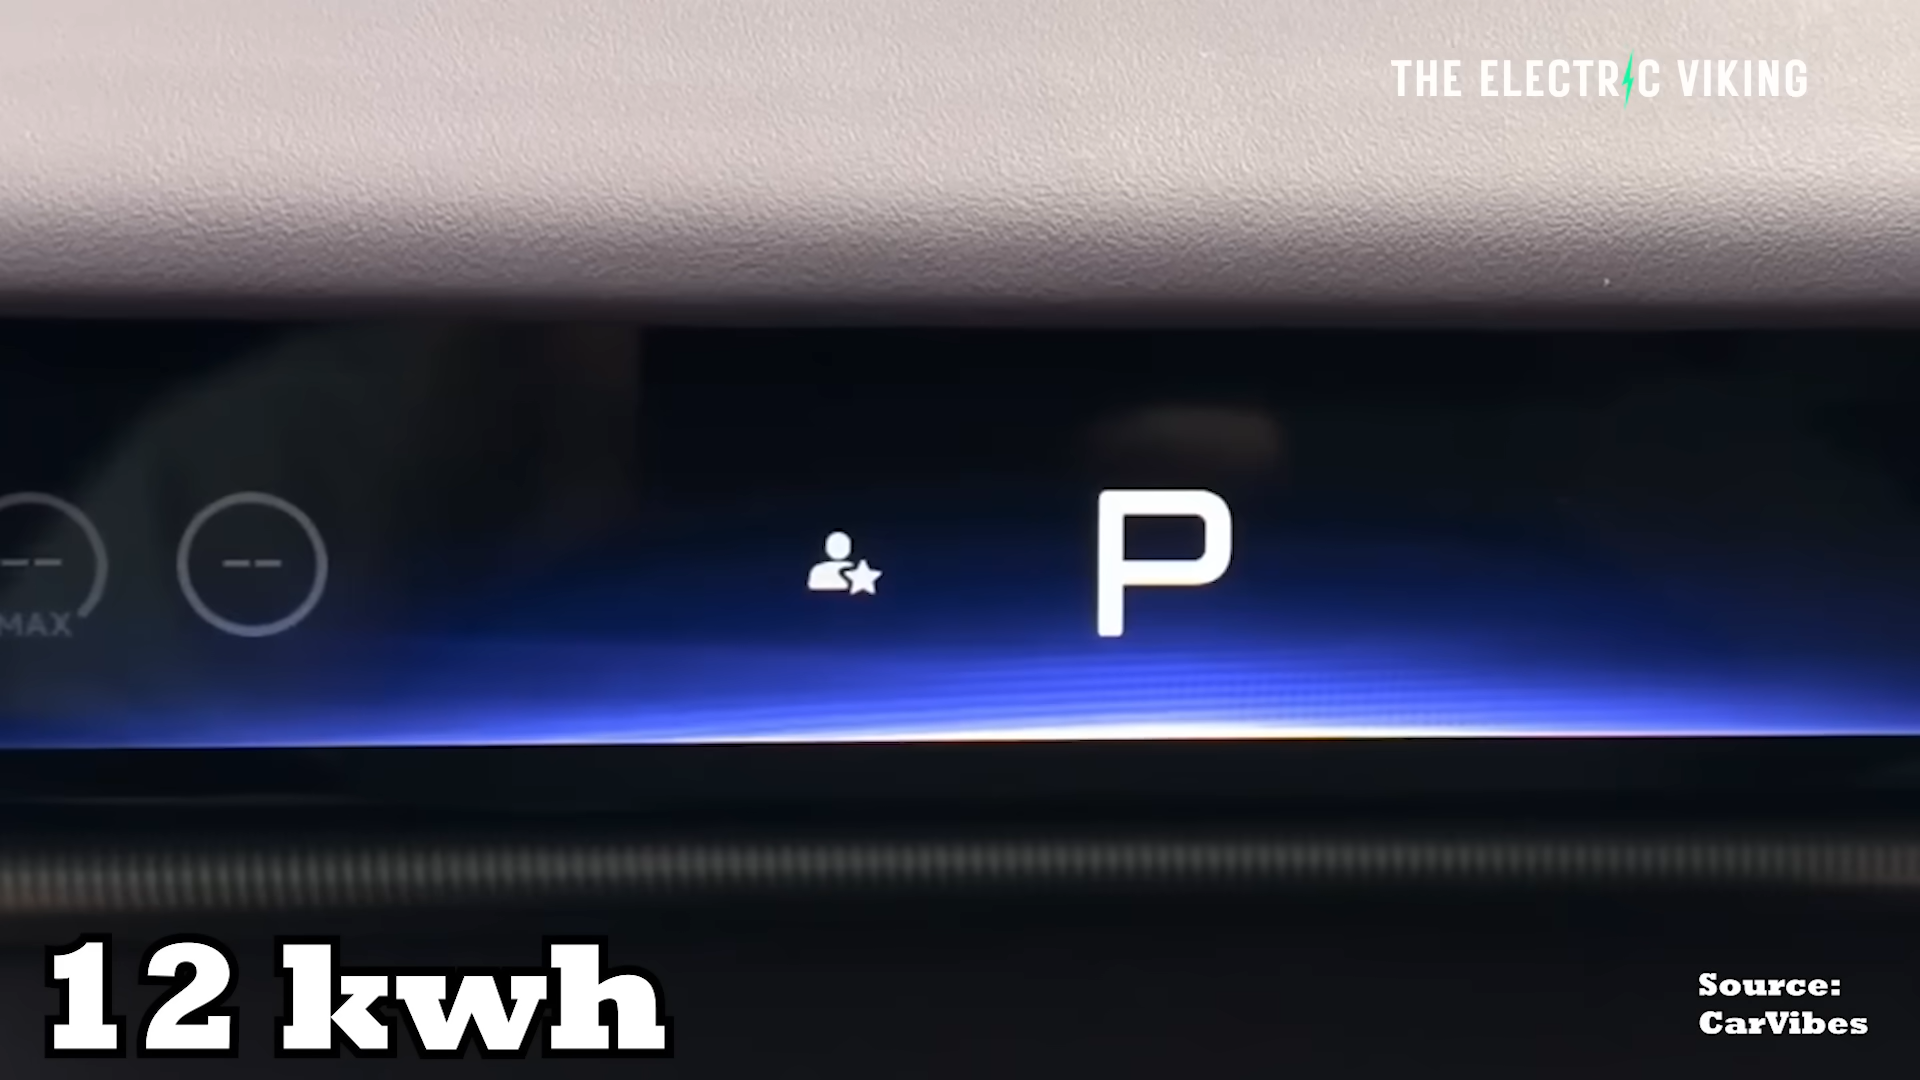 THE ELECTRIC VIKING
-- --
MAX
P
12 kwh
Source:
CarVibes